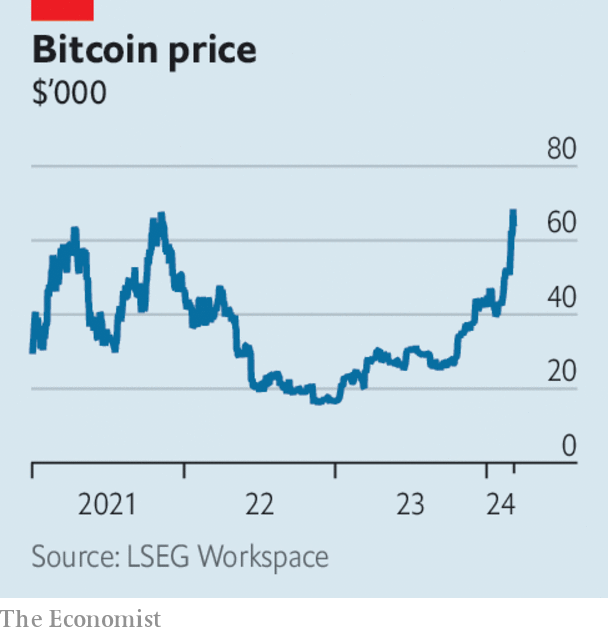 Bitcoin price
$’000
80
60
40
20
0
2021 22 23 24
Source: LSEG Workspace
The Economist